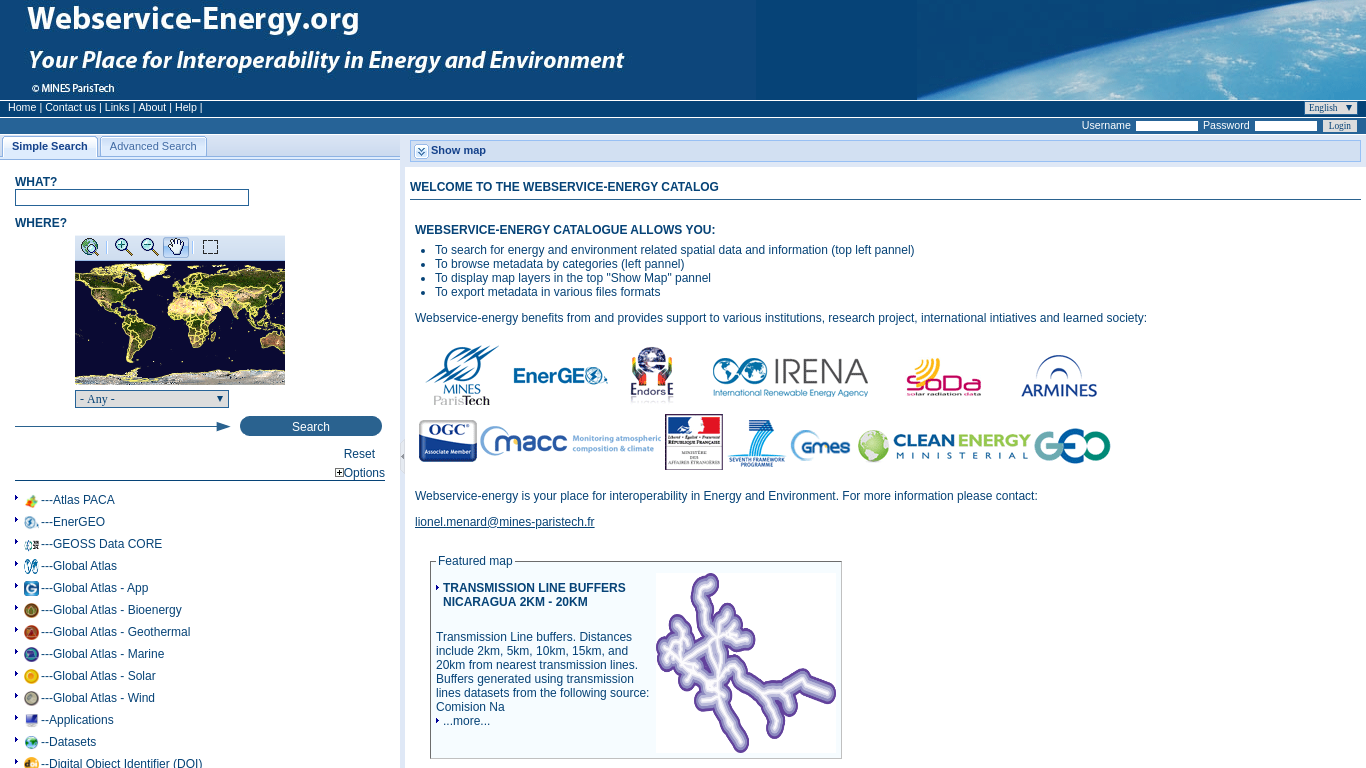 Webservice-Energy.org
Your Place for Interoperability in Energy and Environment
© MINES ParisTech
Home | Contact us | Links | About | Help |
English
Username
Password
Login
Simple Search
Advanced Search
Show map
WHAT?
WHERE?
- Any -
Search
Reset
Options
---Atlas PACA
---EnerGEO
---GEOSS Data CORE
---Global Atlas
---Global Atlas - App
---Global Atlas - Bioenergy
---Global Atlas - Geothermal
---Global Atlas - Marine
---Global Atlas - Solar
---Global Atlas - Wind
--Applications
--Datasets
--Digital Object Identifier (DOI)
WELCOME TO THE WEBSERVICE-ENERGY CATALOG
WEBSERVICE-ENERGY CATALOGUE ALLOWS YOU:
To search for energy and environment related spatial data and information (top left pannel)
To browse metadata by categories (left pannel)
To display map layers in the top "Show Map" pannel
To export metadata in various files formats
Webservice-energy benefits from and provides support to various institutions, research project, international intiatives and learned society:
MINES
ParisTech
EnerGEO
EndorsE
IRENA
International Renewable Energy Agency
SoDa
solar radiation data
ARMINES
OGC
Associate Member
macc
Monitoring atmospheric
composition & climate
Liberté • Égalité • Fraternité
RÉPUBLIQUE FRANÇAISE
MINISTÈRE
DES
AFFAIRES ÉTRANGÈRES
SEVENTH FRAMEWORK
PROGRAMME
GMES
CLEAN ENERGY
MINISTERIAL
GEO
Webservice-energy is your place for interoperability in Energy and Environment. For more information please contact:
lionel.menard@mines-paristech.fr
Featured map
TRANSMISSION LINE BUFFERS
NICARAGUA 2KM - 20KM
Transmission Line buffers. Distances
include 2km, 5km, 10km, 15km, and
20km from nearest transmission lines.
Buffers generated using transmission
lines datasets from the following source:
Comision Na
...more...